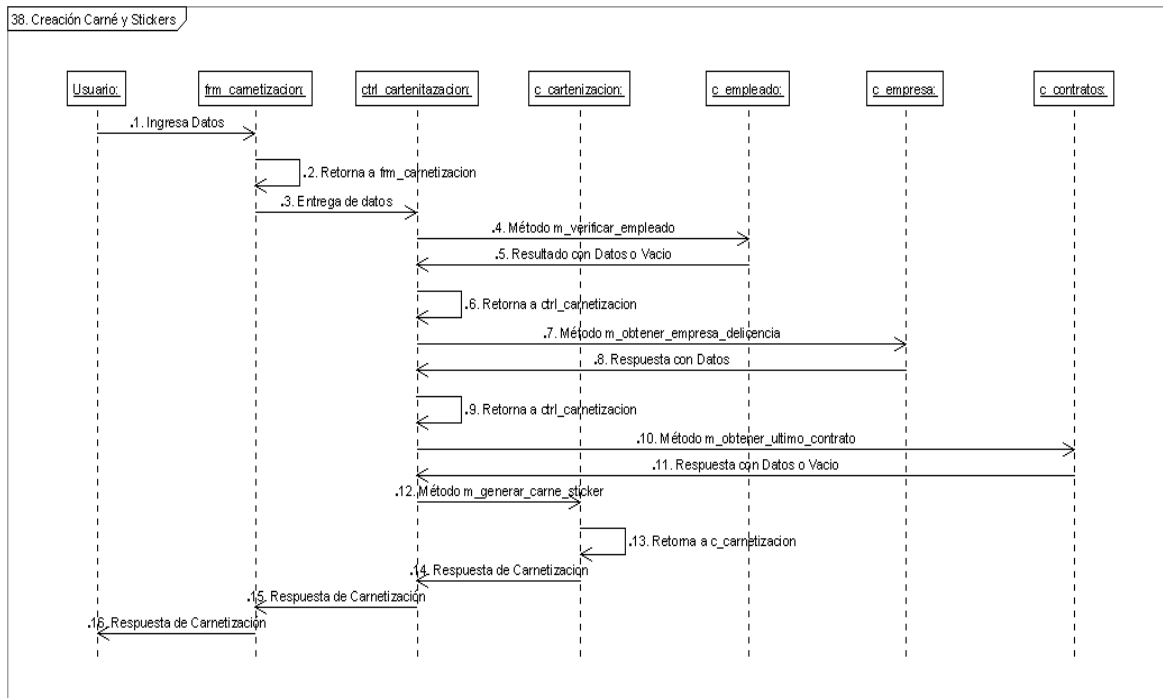 38. Creación Carné y Stickers
Usuario:
frm_carnetizacion:
ctrl_cartenitazacion:
c_cartenizacion:
c_empleado:
c_empresa:
c_contratos:
.1. Ingresa Datos
.2. Retorna a frm_carnetizacion
.3. Entrega de datos
.4. Método m_verificar_empleado
.5. Resultado con Datos o Vacio
.6. Retorna a ctrl_carnetizacion
.7. Método m_obtener_empresa_delicencia
.8. Respuesta con Datos
.9. Retorna a ctrl_carnetizacion
.10. Método m_obtener_ultimo_contrato
.11. Respuesta con Datos o Vacio
.12. Método m_generar_carne_sticker
.13. Retorna a c_carnetizacion
.14. Respuesta de Carnetizacion
.15. Respuesta de Carnetización
.16. Respuesta de Carnetización